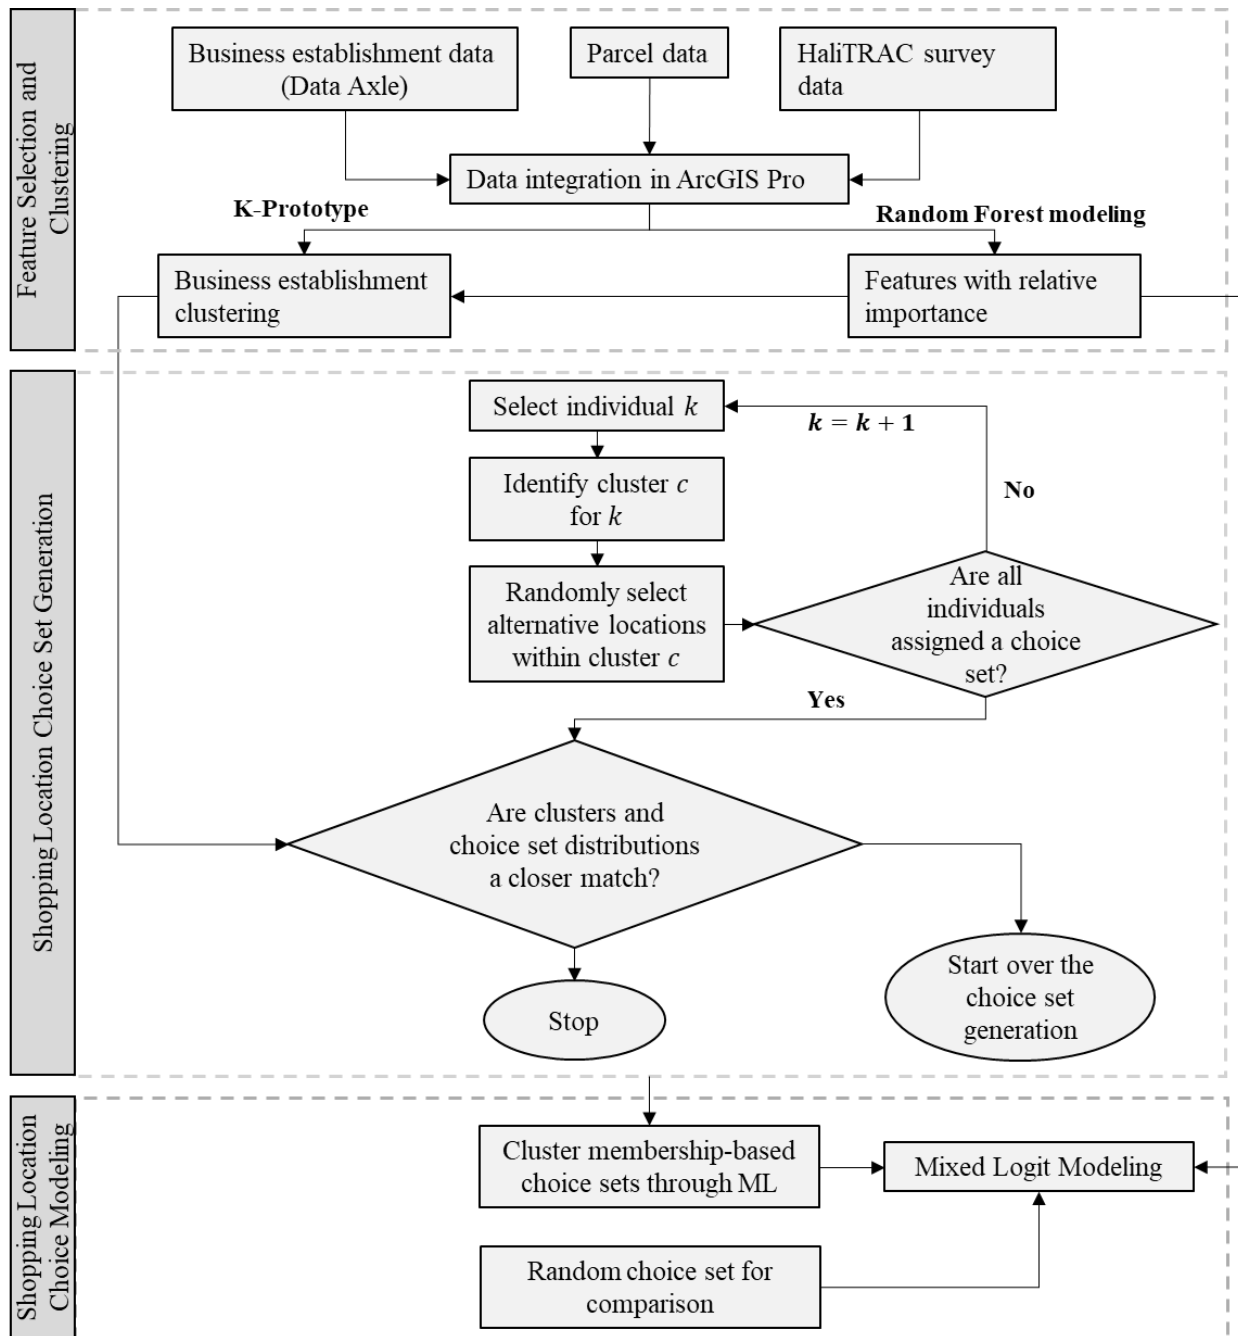 Feature Selection and
Clustering
Business establishment data
(Data Axle)
Parcel data
HaliTRAC survey
data
Data integration in ArcGIS Pro
K-Prototype
Random Forest modeling
Business establishment
clustering
Features with relative
importance
Shopping Location Choice Set Generation
Select individual k
k = k + 1
Identify cluster c
for k
No
Randomly select
alternative locations
within cluster c
Are all
individuals
assigned a choice
set?
Yes
Are clusters and
choice set distributions
a closer match?
Stop
Start over the
choice set
generation
Shopping Location
Choice Modeling
Cluster membership-based
choice sets through ML
Mixed Logit Modeling
Random choice set for
comparison